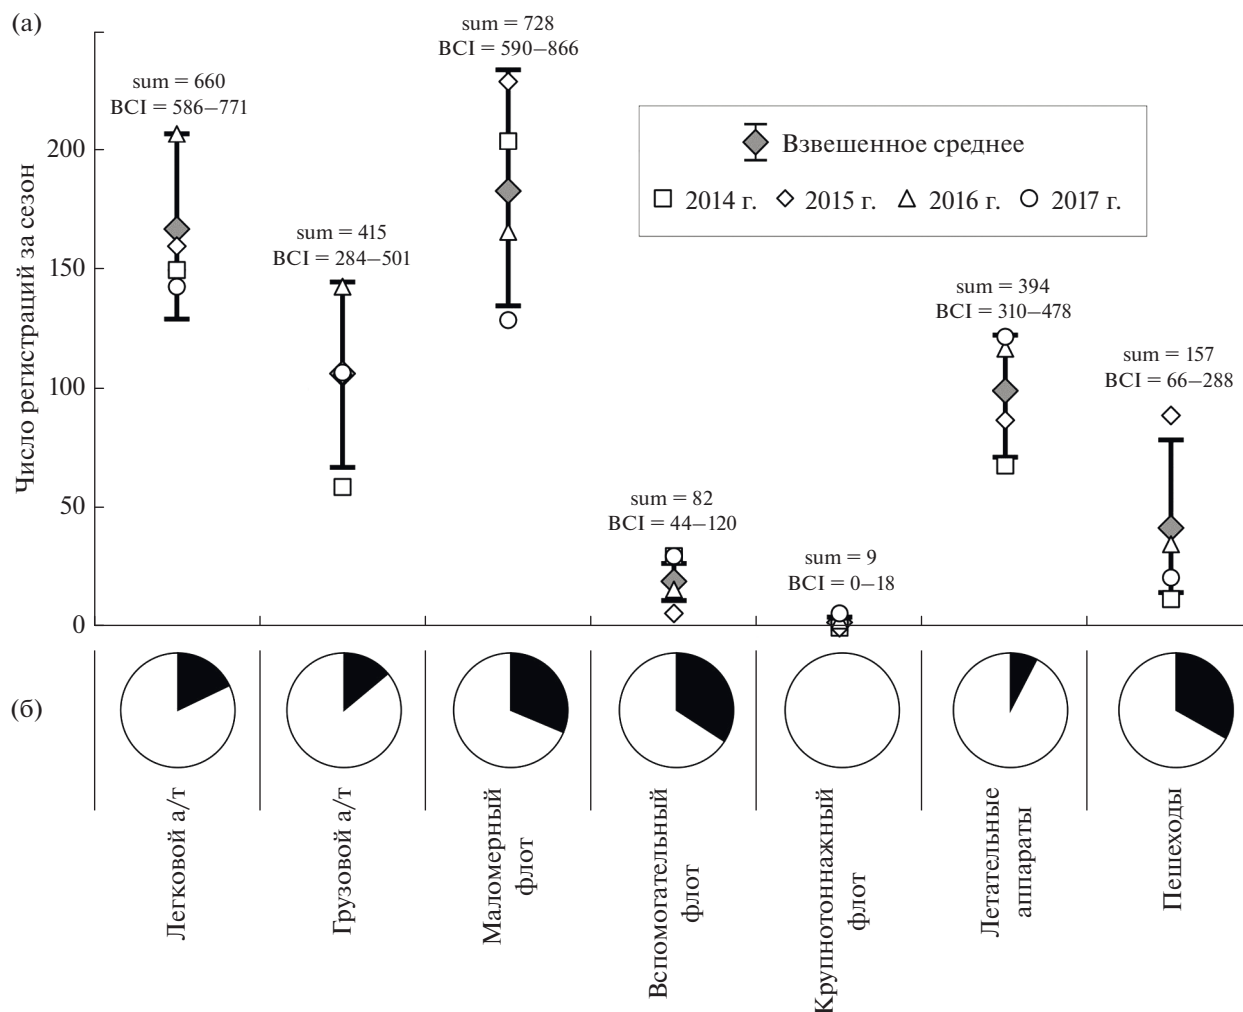 (а)
sum = 728
BCI = 590–866
sum = 660
BCI = 586–771
Взвешенное среднее
2014 г. 2015 г. 2016 г. 2017 г.
200
sum = 415
BCI = 284–501
Число регистраций за сезон
150
sum = 394
BCI = 310–478
sum = 157
BCI = 66–288
100
50
sum = 82
BCI = 44–120
sum = 9
BCI = 0–18
0
(б)
Легковой а/т
Грузовой а/т
Маломерный
флот
Вспомогательный
флот
Крупнотоннажный
флот
Летательные
аппараты
Пешеходы